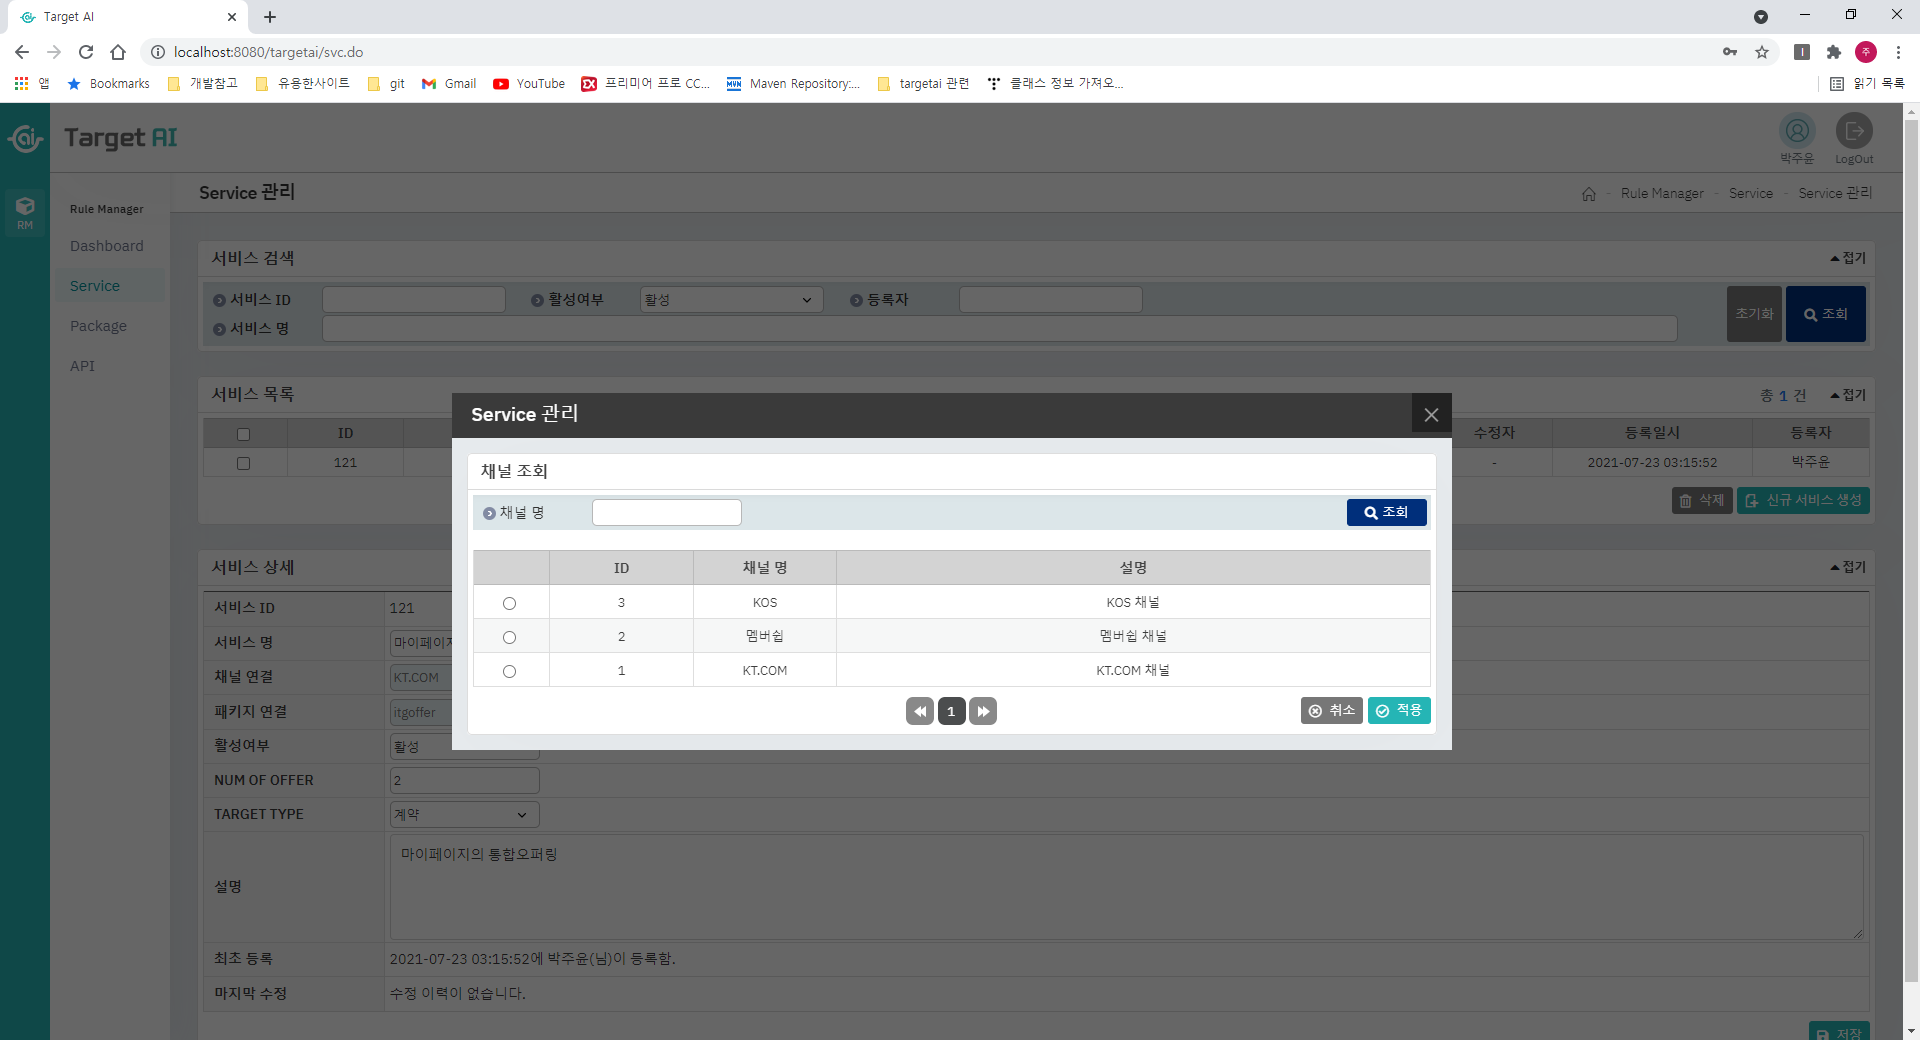 Target AI
localhost:8080/targetai/svc.do
앱 Bookmarks 개발참고 유용한사이트 git Gmail YouTube 프리미어 프로 CC... Maven Repository:... targetai 관련 클래스 정보 가져오... 읽기 목록
주
ai Target AI
박주윤 LogOut
RM
Rule Manager
Dashboard
Service
Package
API
Service 관리
Rule Manager - Service - Service 관리
서비스 검색 접기
서비스 ID 활성여부 활성 등록자
서비스 명
초기화 조회
서비스 목록 총 1 건 접기
ID 수정자 등록일시 등록자
121 - 2021-07-23 03:15:52 박주윤
삭제 신규 서비스 생성
Service 관리
채널 조회
채널 명 조회
ID 채널 명 설명
3 KOS KOS 채널
2 멤버쉽 멤버쉽 채널
1 KT.COM KT.COM 채널
1
취소 적용
서비스 상세 접기
서비스 ID 121
서비스 명 마이페이지
채널 연결 KT.COM
패키지 연결 itgoffer
활성여부 활성
NUM OF OFFER 2
TARGET TYPE 계약
설명 마이페이지의 통합오퍼링
최초 등록 2021-07-23 03:15:52에 박주윤(님)이 등록함.
마지막 수정 수정 이력이 없습니다.
저장